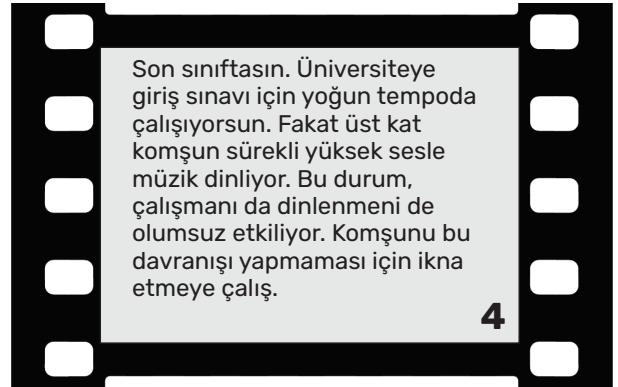 Son sınıftasın. Üniversiteye
giriş sınavı için yoğun tempoda
çalışıyorsun. Fakat üst kat
komşun sürekli yüksek sesle
müzik dinliyor. Bu durum,
çalışmanı da dinlenmeni de
olumsuz etkiliyor. Komşunu bu
davranışı yapmaması için ikna
etmeye çalış.
4